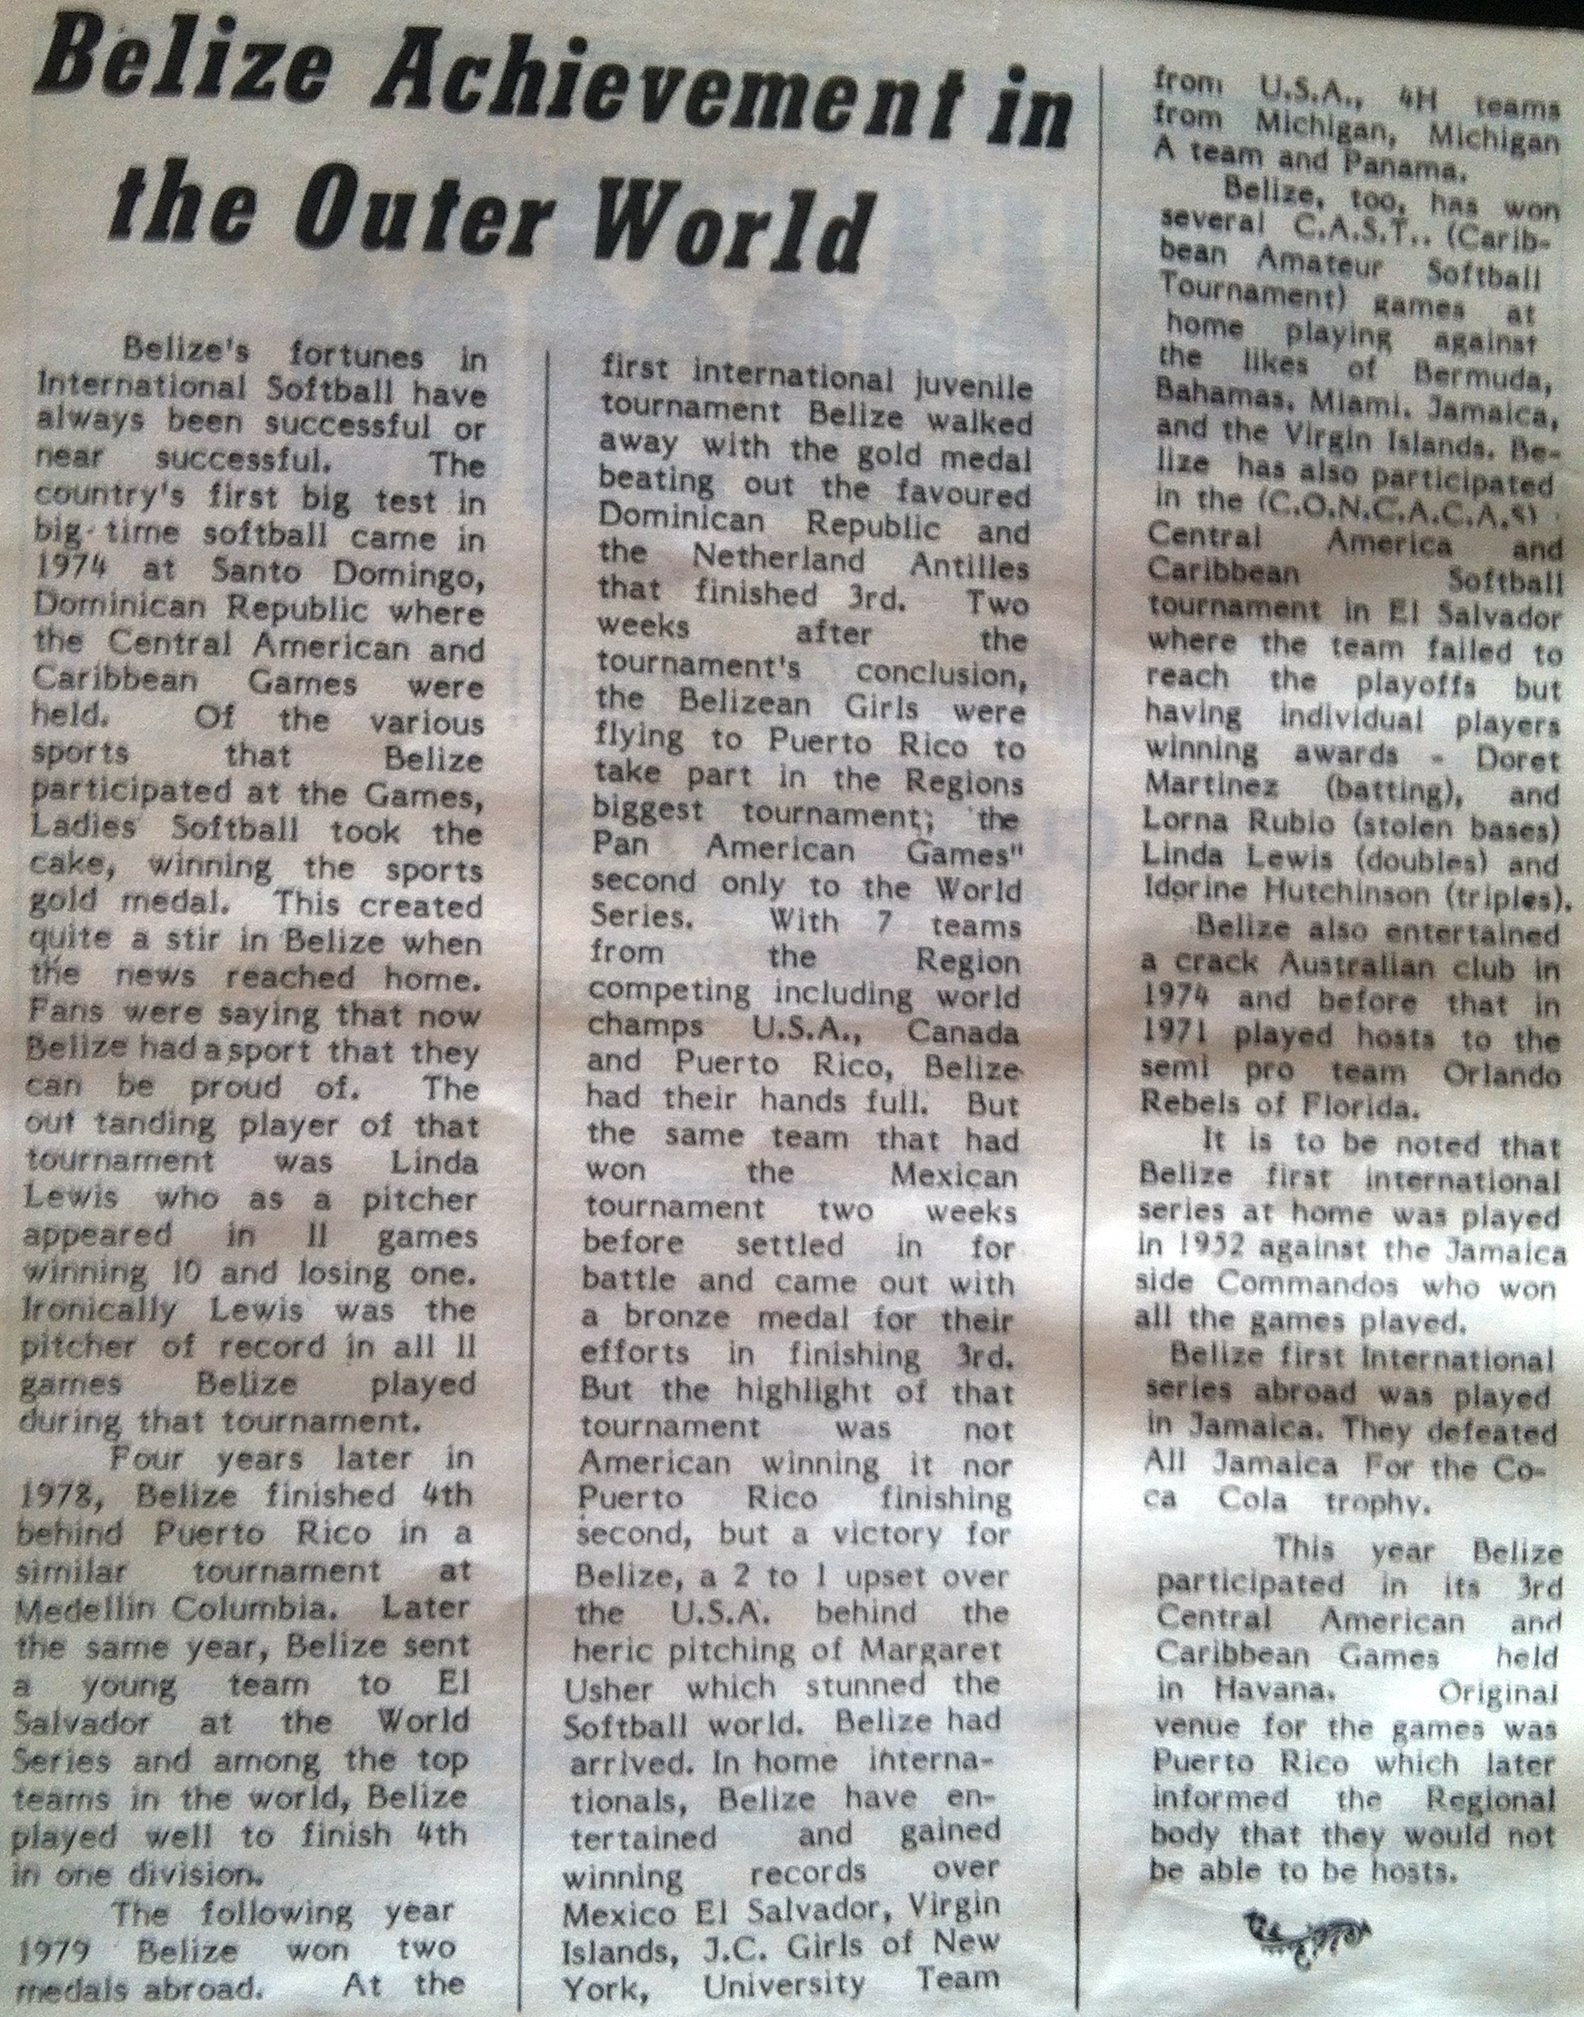 Belize Achievement in
the Outer World
Belize's fortunes in
International Softball have
always been successful or
near successful. The
country's first big test in
big time softball came in
1974 at Santo Domingo,
Dominican Republic where
the Central American and
Caribbean Games were
held. Of the various
sports that Belize
participated at the Games,
Ladies' Softball took the
cake, winning the sports
gold medal. This created
quite a stir in Belize when
the news reached home.
Fans were saying that now
Belize had a sport that they
can be proud of. The
out tanding player of that
tournament was Linda
Lewis who as a pitcher
appeared in 11 games
winning 10 and losing one.
Ironically Lewis was the
pitcher of record in all 11
games Belize played
during that tournament.
Four years later in
1978, Belize finished 4th
behind Puerto Rico in a
similar tournament at
Medellin Columbia. Later
the same year, Belize sent
a young team to El
Salvador at the World
Series and among the top
teams in the world, Belize
played well to finish 4th
in one division.
The following year
1979 Belize won two
medals abroad. At the
first international juvenile
tournament Belize walked
away with the gold medal
beating out the favoured
Dominican Republic and
the Netherland Antilles
that finished 3rd. Two
weeks after the
tournament's conclusion,
the Belizean Girls were
flying to Puerto Rico to
take part in the Regions
biggest tournament; 'the
Pan American Games"
second only to the World
Series. With 7 teams
from the Region
competing including world
champs U.S.A., Canada
and Puerto Rico, Belize
had their hands full. But
the same team that had
won the Mexican
tournament two weeks
before settled in for
battle and came out with
a bronze medal for their
efforts in finishing 3rd.
But the highlight of that
tournament was not
American winning it nor
Puerto Rico finishing
second, but a victory for
Belize, a 2 to 1 upset over
the U.S.A. behind the
heric pitching of Margaret
Usher which stunned the
Softball world. Belize had
arrived. In home interna-
tionals, Belize have en-
tertained and gained
winning records over
Mexico El Salvador, Virgin
Islands, J.C. Girls of New
York, University Team
from U.S.A., 4H teams
from Michigan, Michigan
A team and Panama.
Belize, too, has won
several C.A.S.T.. (Carib-
bean Amateur Softball
Tournament) games at
home playing against
the likes of Bermuda,
Bahamas, Miami, Jamaica,
and the Virgin Islands. Be-
lize has also participated
in the (C.O.N.C.A.C.A.S)
Central America and
Caribbean Softball
tournament in El Salvador
where the team failed to
reach the playoffs but
having individual players
winning awards - Doret
Martinez (batting), and
Lorna Rubio (stolen bases)
Linda Lewis (doubles) and
Idorine Hutchinson (triples).
Belize also entertained
a crack Australian club in
1974 and before that in
1971 played hosts to the
semi pro team Orlando
Rebels of Florida.
It is to be noted that
Belize first international
series at home was played
in 1952 against the Jamaica
side Commandos who won
all the games played.
Belize first International
series abroad was played
in Jamaica. They defeated
All Jamaica For the Co-
ca Cola trophy.
This year Belize
participated in its 3rd
Central American and
Caribbean Games held
in Havana. Original
venue for the games was
Puerto Rico which later
informed the Regional
body that they would not
be able to be hosts.